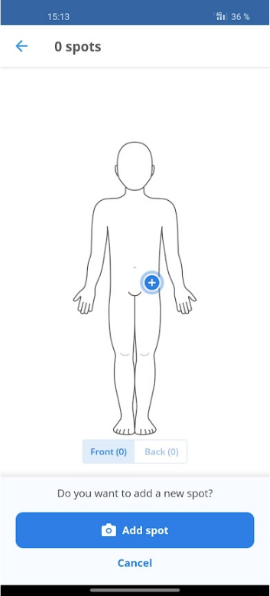 15:13
36 %
0 spots
Front (0)
Back (0)
Do you want to add a new spot?
Add spot
Cancel